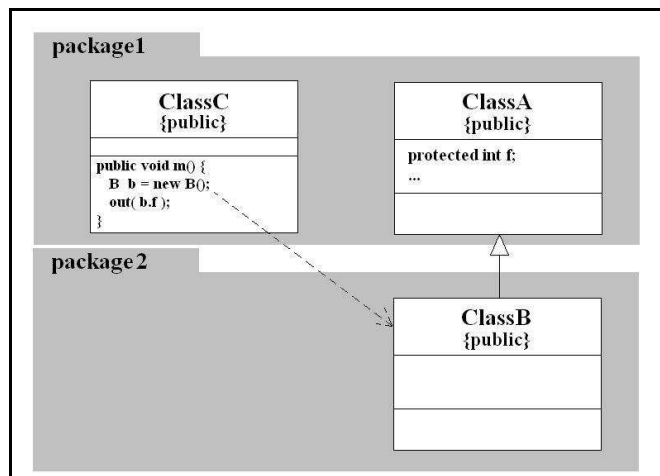 package1
ClassC
{public}
public void m() {
B b = new B();
out( b.f );
}
ClassA
{public}
protected int f;
...
package2
ClassB
{public}